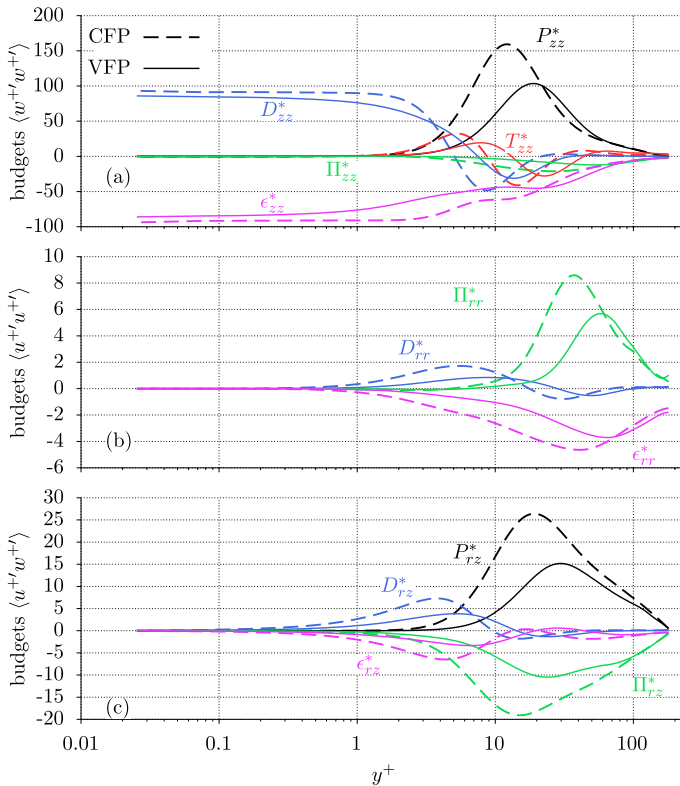 budgets ⟨w⁺′w⁺′⟩
200
150
100
50
0
-50
-100
CFP
VFP
P*zz
D*zz
T*zz
Π*zz
ϵ*zz
(a)
budgets ⟨u⁺′u⁺′⟩
10
8
6
4
2
0
-2
-4
-6
Π*rr
D*rr
ϵ*rr
(b)
budgets ⟨u⁺′w⁺′⟩
30
25
20
15
10
5
0
-5
-10
-15
-20
P*rz
D*rz
ϵ*rz
Π*rz
(c)
0.01 0.1 1 10 100
y⁺